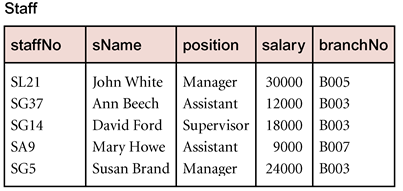 Staff
staffNo sName position salary branchNo
SL21 John White Manager 30000 B005
SG37 Ann Beech Assistant 12000 B003
SG14 David Ford Supervisor 18000 B003
SA9 Mary Howe Assistant 9000 B007
SG5 Susan Brand Manager 24000 B003